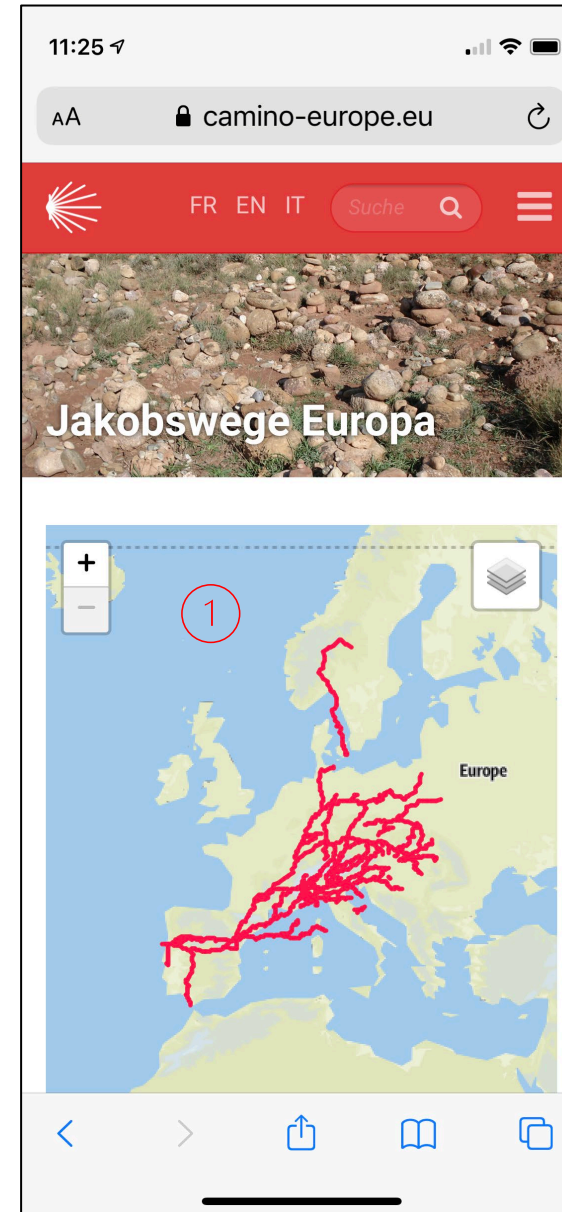 11:25
AA camino-europe.eu
FR EN IT Suche
Jakobswege Europa
+
−
1
Europe